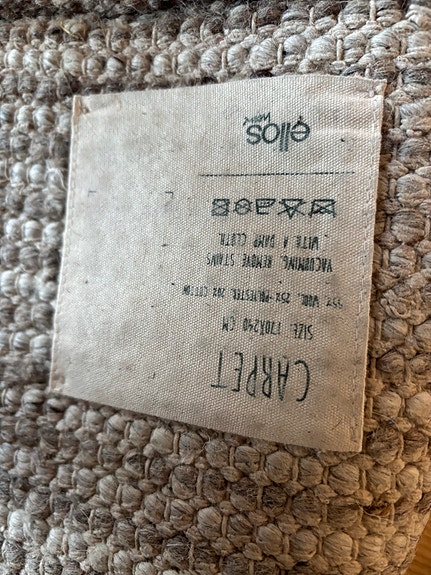 CARPET
SIZE: 170X240 CM
55% WOOL, 25% POLYESTER, 20% COTTON
VACUUMING, REMOVE STAINS
WITH A DAMP CLOTH.
ellos
HOME